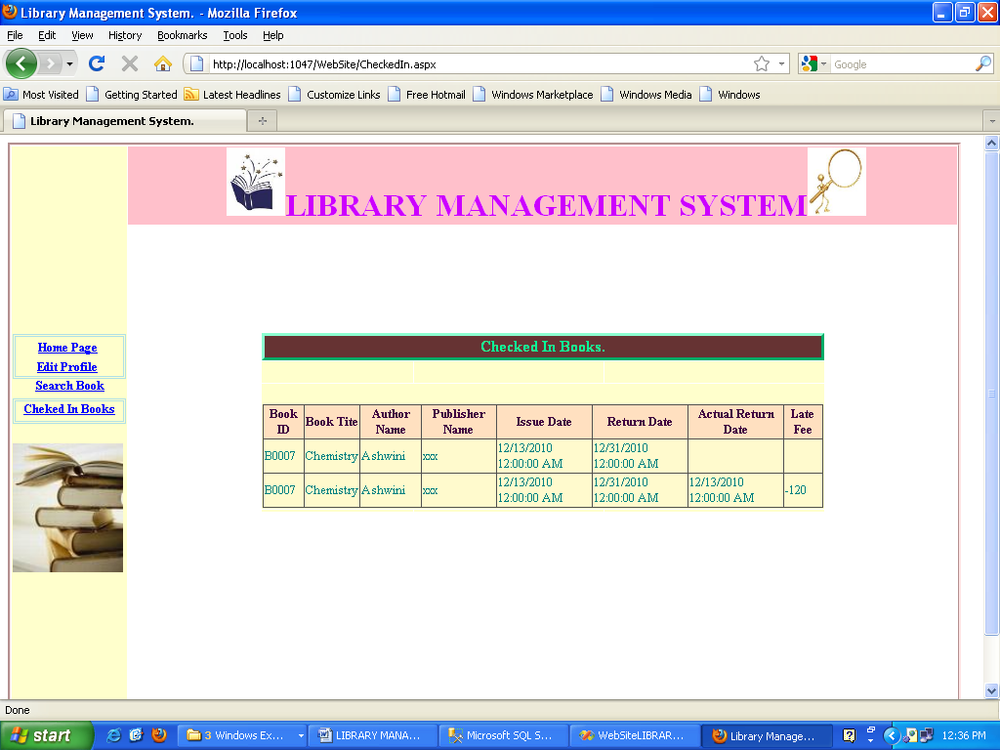 Library Management System. - Mozilla Firefox
File Edit View History Bookmarks Tools Help
http://localhost:1047/WebSite/CheckedIn.aspx
Google
Most Visited Getting Started Latest Headlines Customize Links Free Hotmail Windows Marketplace Windows Media Windows
Library Management System.
LIBRARY MANAGEMENT SYSTEM
Home Page
Edit Profile
Search Book
Cheked In Books
Checked In Books.
Book ID Book Tite Author Name Publisher Name Issue Date Return Date Actual Return Date Late Fee
B0007 Chemistry Ashwini xxx 12/13/2010 12:00:00 AM 12/31/2010 12:00:00 AM
B0007 Chemistry Ashwini xxx 12/13/2010 12:00:00 AM 12/31/2010 12:00:00 AM 12/13/2010 12:00:00 AM -120
Done
start 3 Windows Ex... LIBRARY MANA... Microsoft SQL S... WebSiteLIBRAR... Library Manage... 12:36 PM